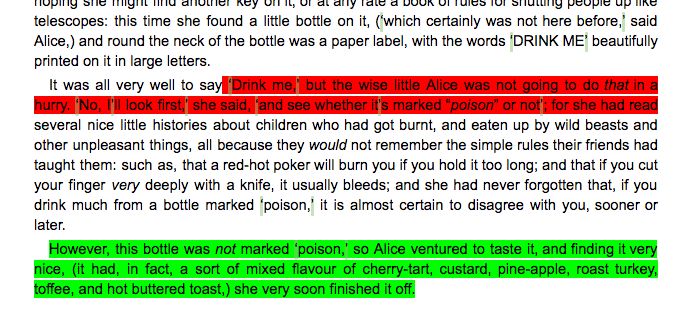 hoping she might find another key on it, or at any rate a book of rules for shutting people up like
telescopes: this time she found a little bottle on it, (‘which certainly was not here before,’ said
Alice,) and round the neck of the bottle was a paper label, with the words ‘DRINK ME’ beautifully
printed on it in large letters.
It was all very well to say ‘Drink me,’ but the wise little Alice was not going to do that in a
hurry. ‘No, I’ll look first,’ she said, ‘and see whether it’s marked “poison” or not’; for she had read
several nice little histories about children who had got burnt, and eaten up by wild beasts and
other unpleasant things, all because they would not remember the simple rules their friends had
taught them: such as, that a red-hot poker will burn you if you hold it too long; and that if you cut
your finger very deeply with a knife, it usually bleeds; and she had never forgotten that, if you
drink much from a bottle marked ‘poison,’ it is almost certain to disagree with you, sooner or
later.
However, this bottle was not marked ‘poison,’ so Alice ventured to taste it, and finding it very
nice, (it had, in fact, a sort of mixed flavour of cherry-tart, custard, pine-apple, roast turkey,
toffee, and hot buttered toast,) she very soon finished it off.